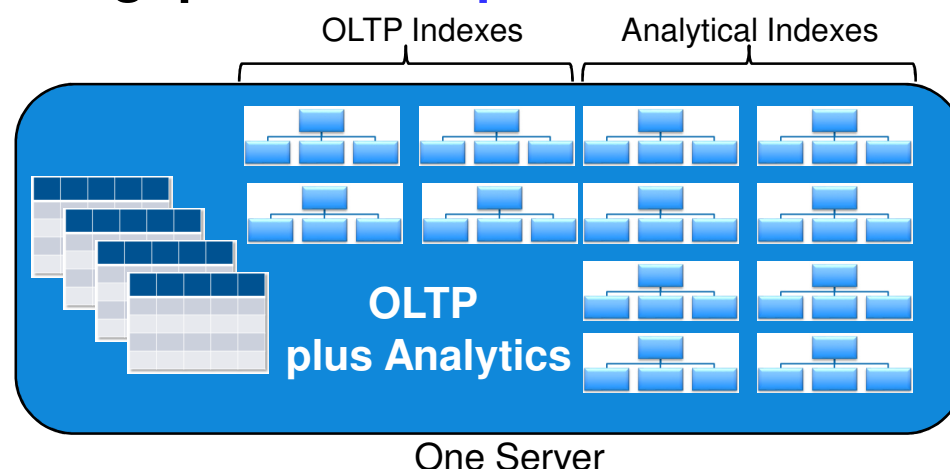 OLTP Indexes
Analytical Indexes
OLTP
plus Analytics
One Server